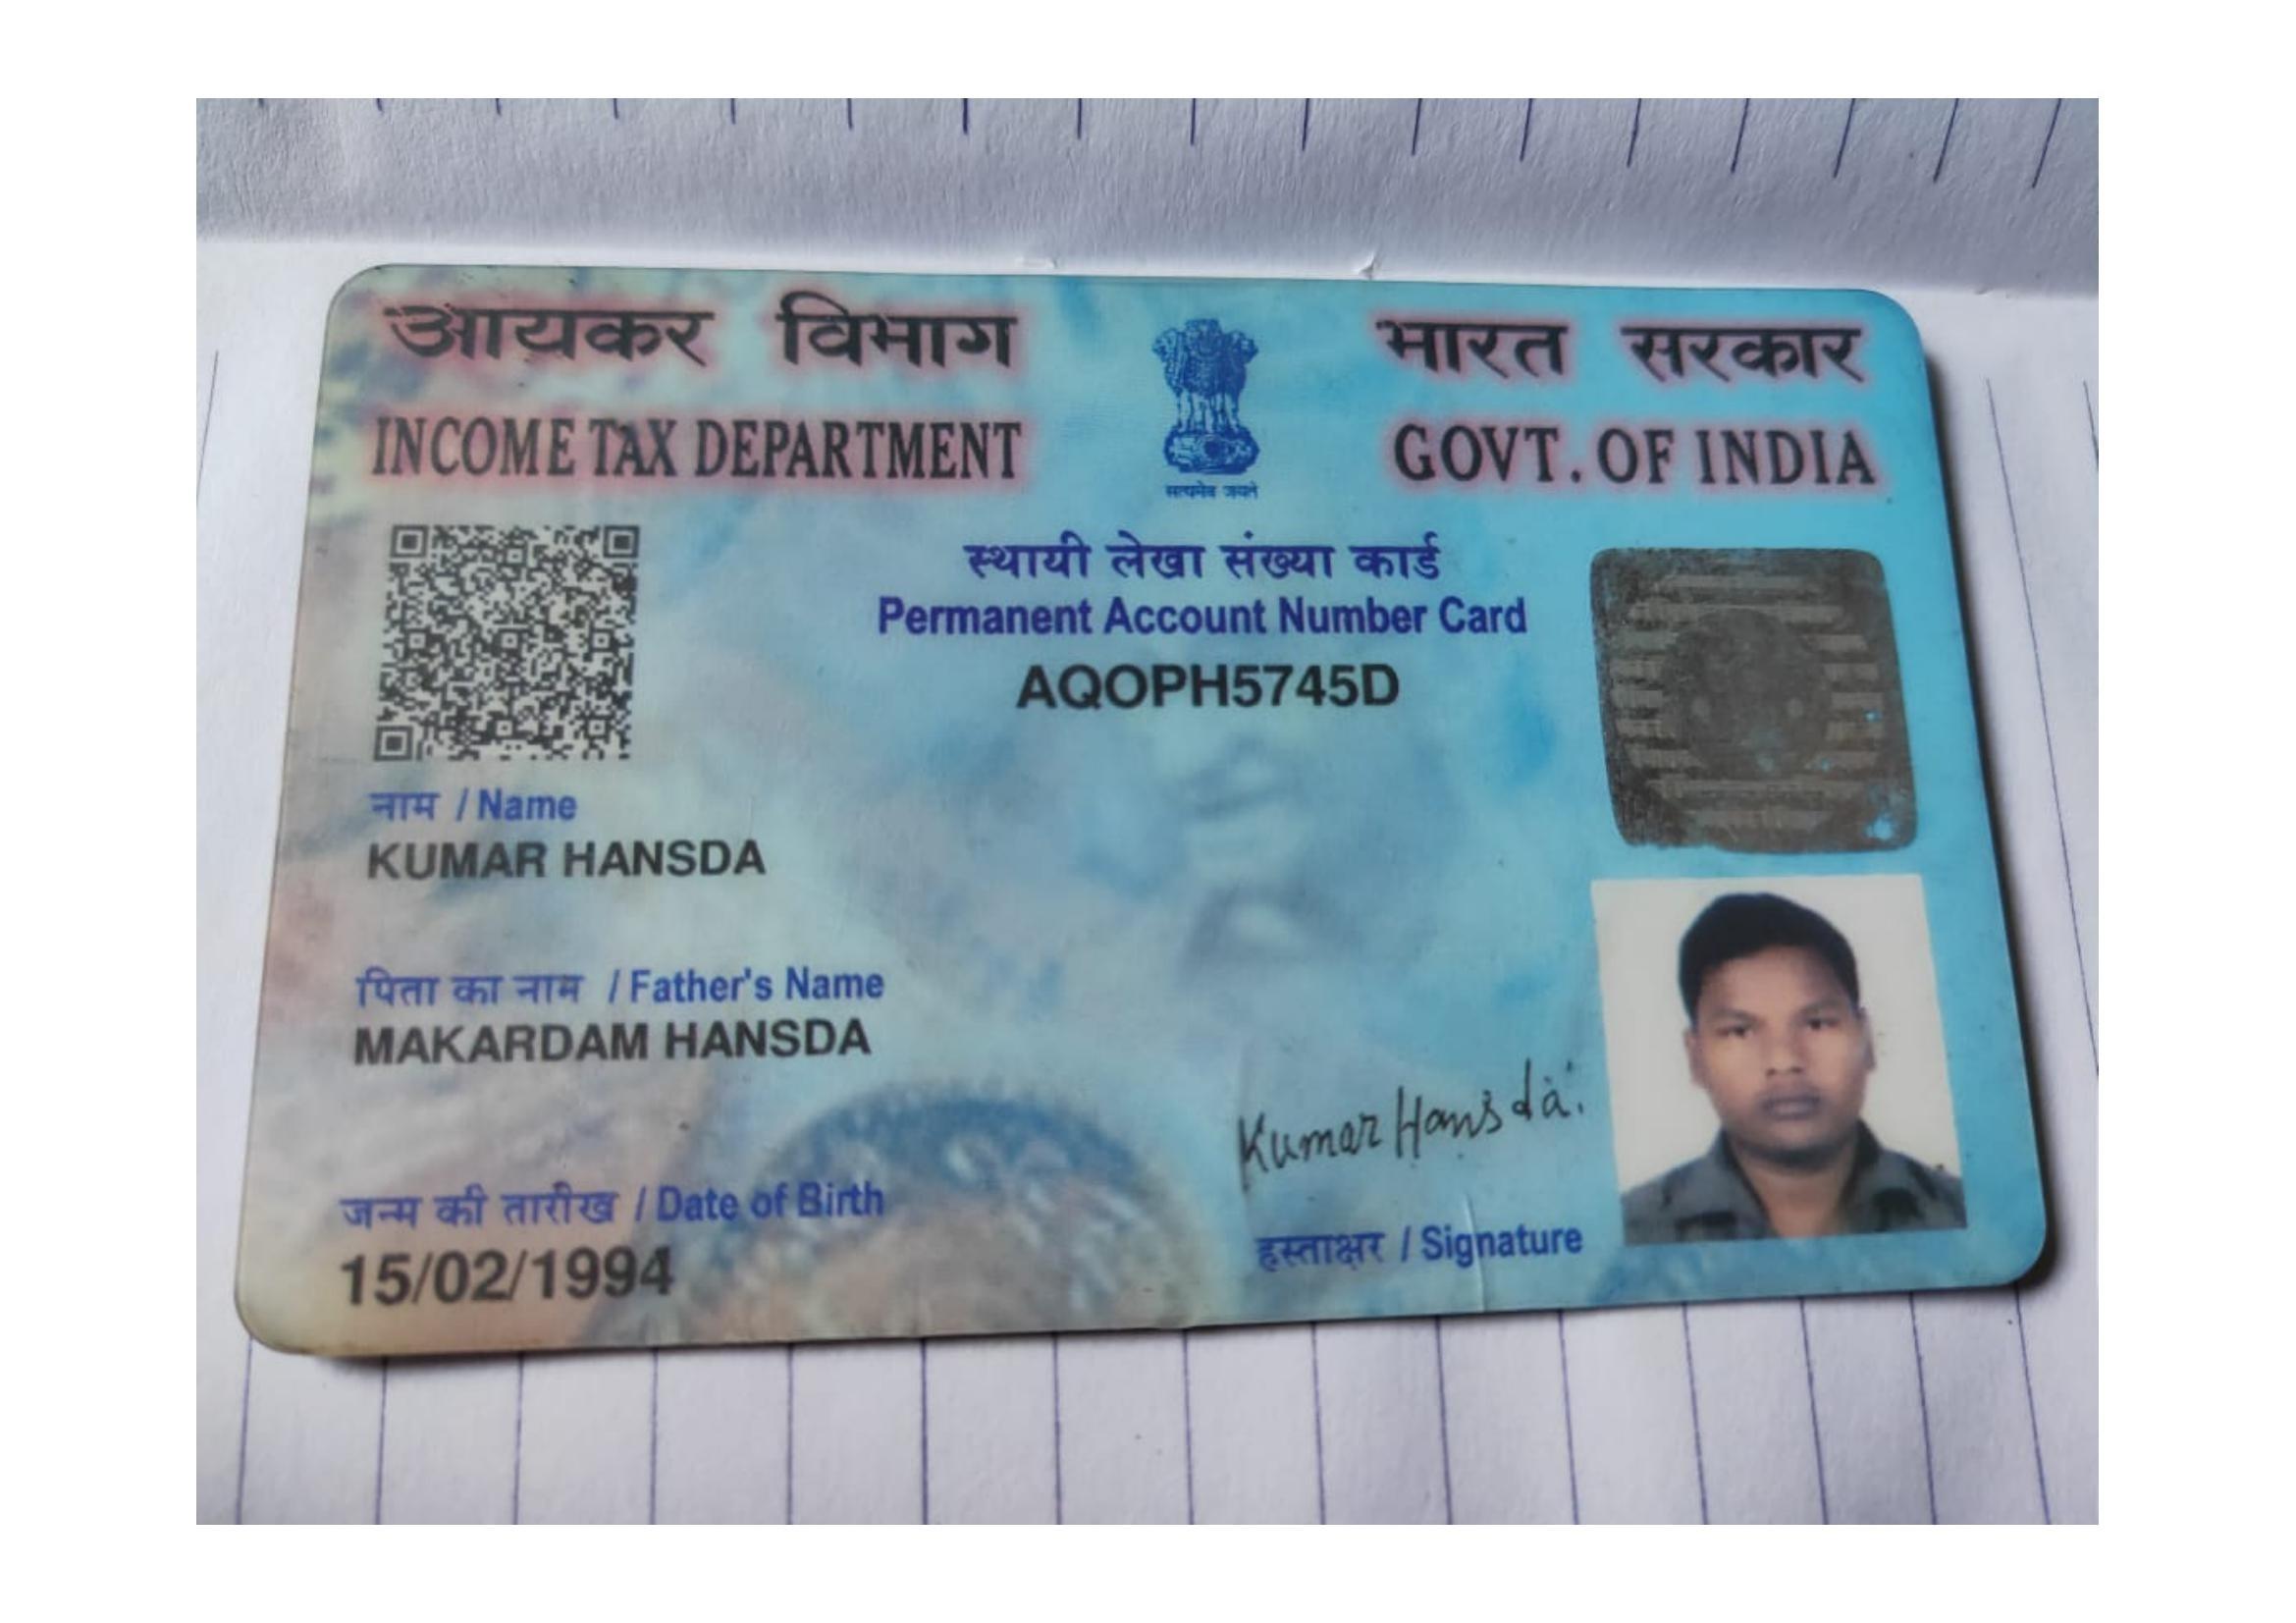 आयकर विभाग
INCOME TAX DEPARTMENT
सत्यमेव जयते
भारत सरकार
GOVT. OF INDIA
स्थायी लेखा संख्या कार्ड
Permanent Account Number Card
AQOPH5745D
नाम / Name
KUMAR HANSDA
पिता का नाम / Father's Name
MAKARDAM HANSDA
जन्म की तारीख / Date of Birth
15/02/1994
Kumar Hansda
हस्ताक्षर / Signature